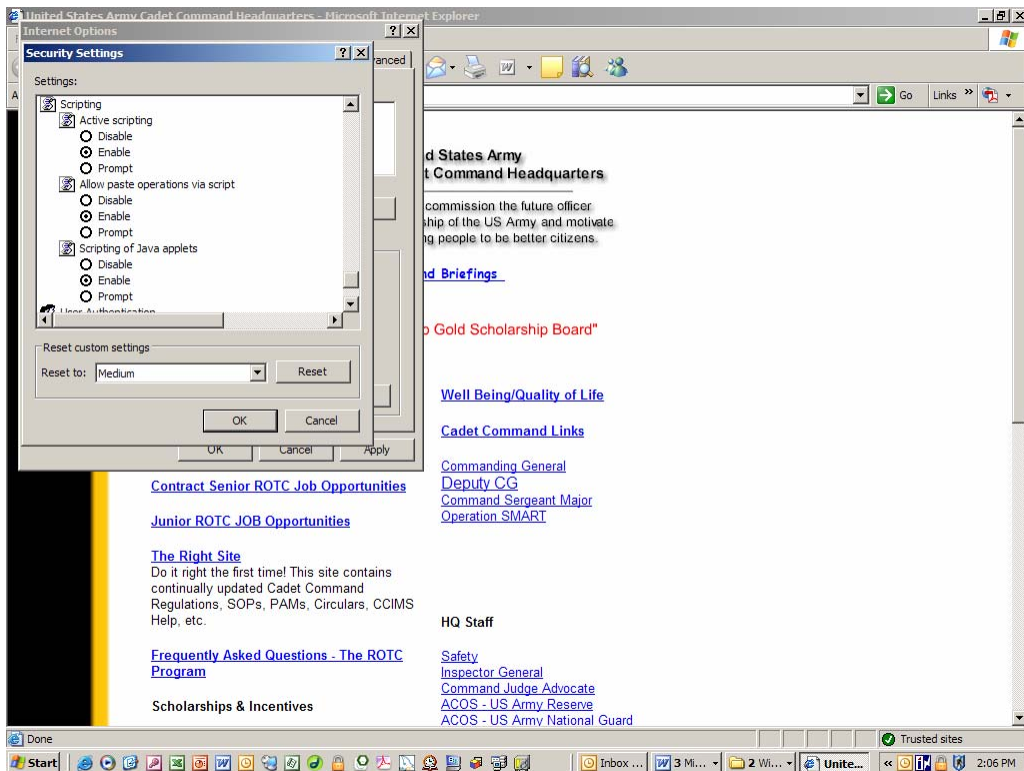 United States Army Cadet Command Headquarters - Microsoft Internet Explorer
Internet Options
Security Settings
Settings:
Scripting
Active scripting
Disable
Enable
Prompt
Allow paste operations via script
Disable
Enable
Prompt
Scripting of Java applets
Disable
Enable
Prompt
User Authentication
Reset custom settings
Reset to: Medium
Reset
OK Cancel
OK Cancel Apply
anced
Go Links »
d States Army
t Command Headquarters
commission the future officer
ship of the US Army and motivate
ng people to be better citizens.
nd Briefings
o Gold Scholarship Board"
Well Being/Quality of Life
Cadet Command Links
Commanding General
Deputy CG
Command Sergeant Major
Operation SMART
Contract Senior ROTC Job Opportunities
Junior ROTC JOB Opportunities
The Right Site
Do it right the first time! This site contains
continually updated Cadet Command
Regulations, SOPs, PAMs, Circulars, CCIMS
Help, etc.
Frequently Asked Questions - The ROTC
Program
Scholarships & Incentives
HQ Staff
Safety
Inspector General
Command Judge Advocate
ACOS - US Army Reserve
ACOS - US Army National Guard
Done
Trusted sites
Start
Inbox ...
3 Mi...
2 Wi...
Unite...
«
2:06 PM